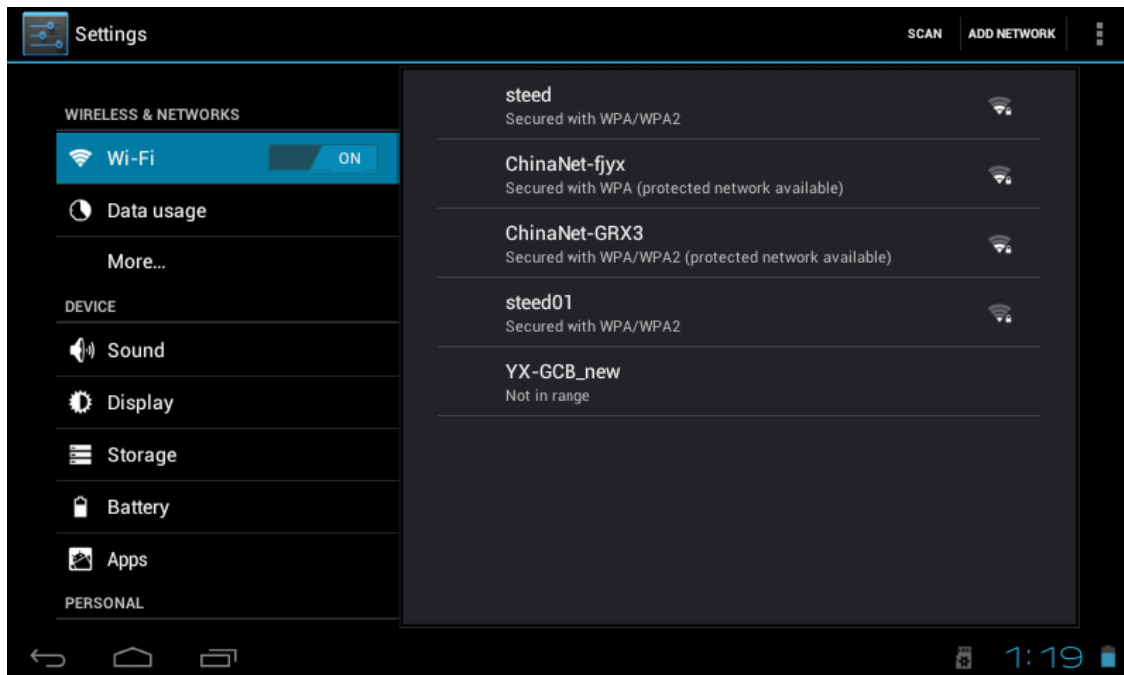 Settings
SCAN
ADD NETWORK
WIRELESS & NETWORKS
Wi-Fi
ON
Data usage
More...
DEVICE
Sound
Display
Storage
Battery
Apps
PERSONAL
steed
Secured with WPA/WPA2
ChinaNet-fjyx
Secured with WPA (protected network available)
ChinaNet-GRX3
Secured with WPA/WPA2 (protected network available)
steed01
Secured with WPA/WPA2
YX-GCB_new
Not in range
1:19